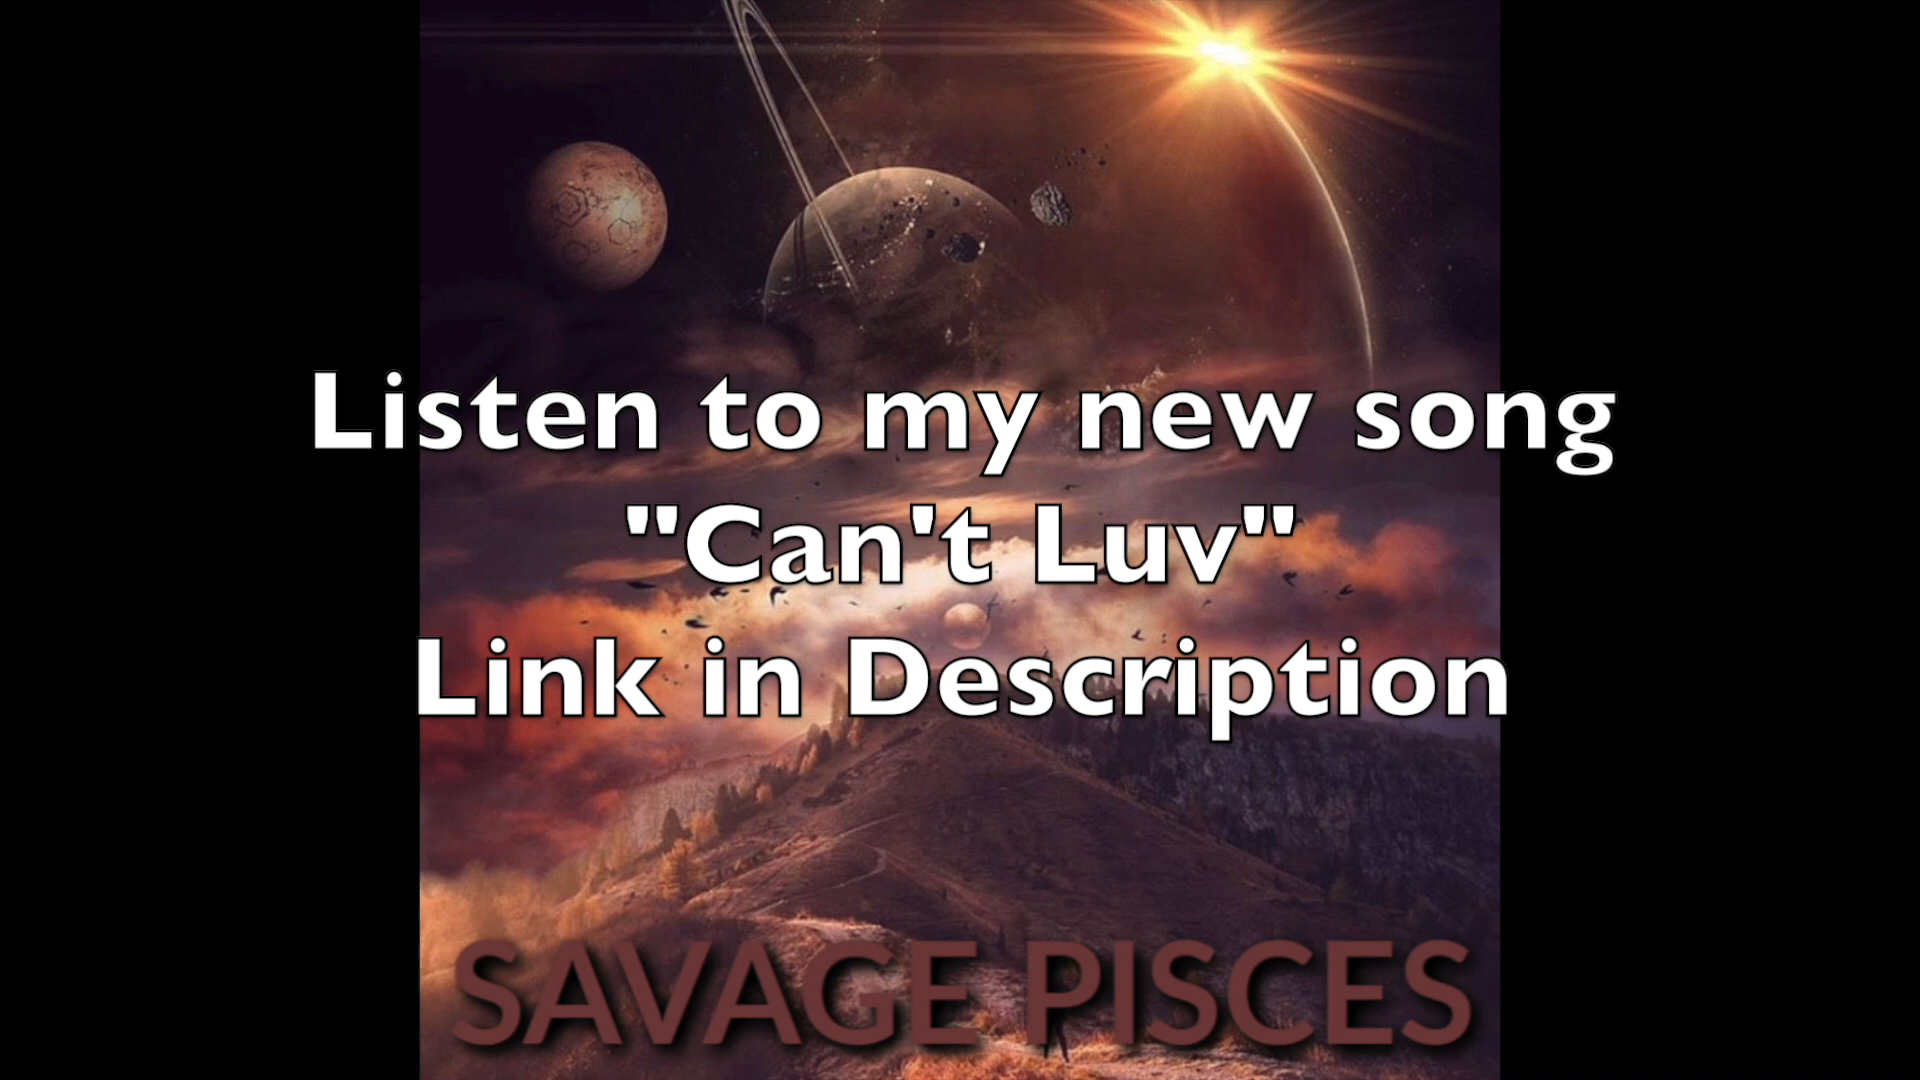 Listen to my new song
"Can't Luv"
Link in Description
SAVAGE PISCES